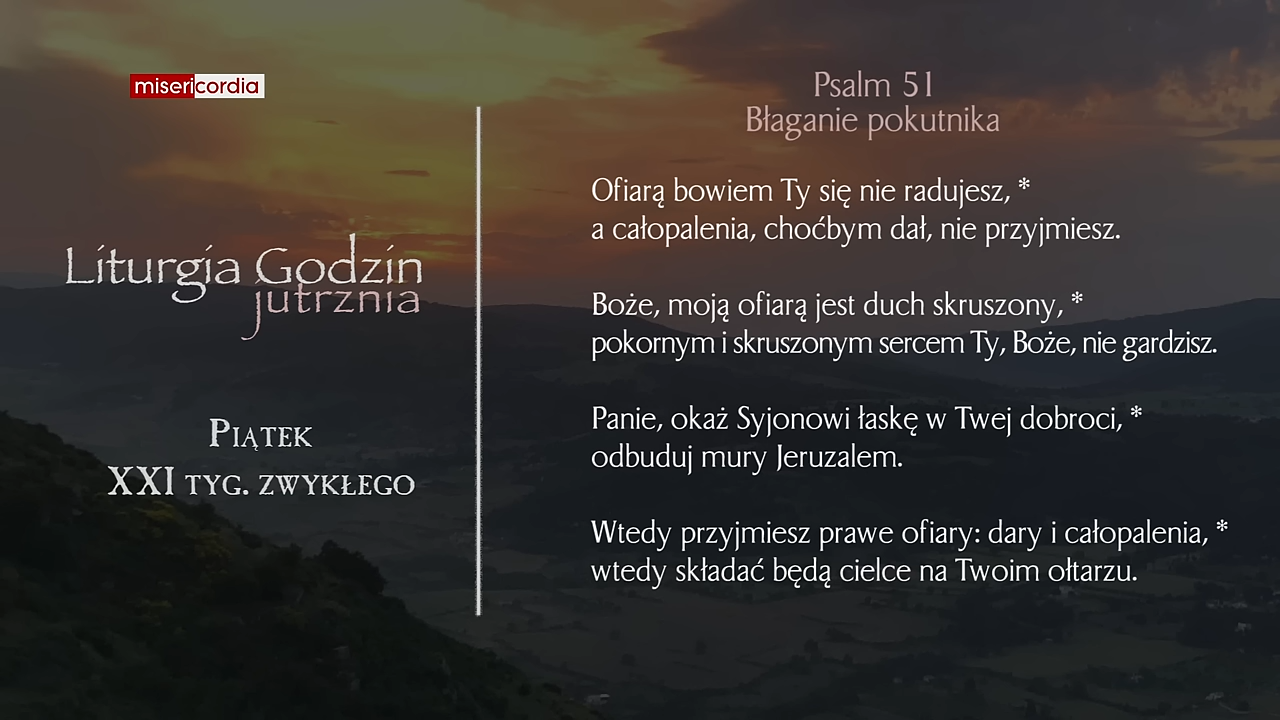 misericordia
Liturgia Godzin
jutrznia
Piątek
XXI tyg. zwykłego
Psalm 51
Błaganie pokutnika
Ofiarą bowiem Ty się nie radujesz, *
a całopalenia, choćbym dał, nie przyjmiesz.
Boże, moją ofiarą jest duch skruszony, *
pokornym i skruszonym sercem Ty, Boże, nie gardzisz.
Panie, okaż Syjonowi łaskę w Twej dobroci, *
odbuduj mury Jeruzalem.
Wtedy przyjmiesz prawe ofiary: dary i całopalenia, *
wtedy składać będą cielce na Twoim ołtarzu.